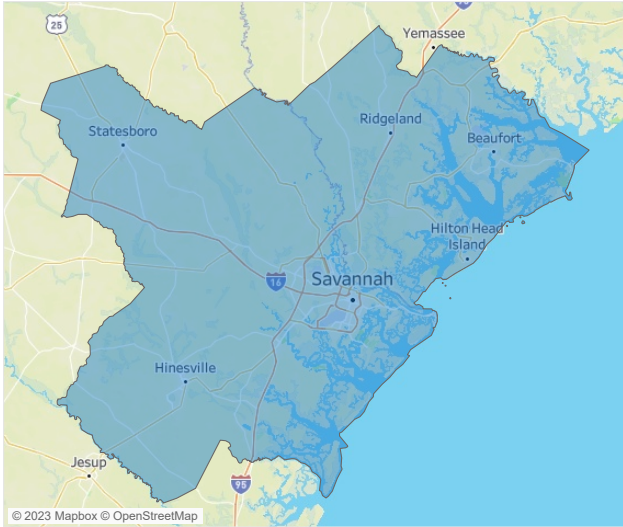 25
Yemassee
Statesboro
Ridgeland
Beaufort
Hilton Head
Island
16
Savannah
Hinesville
Jesup
95
© 2023 Mapbox © OpenStreetMap